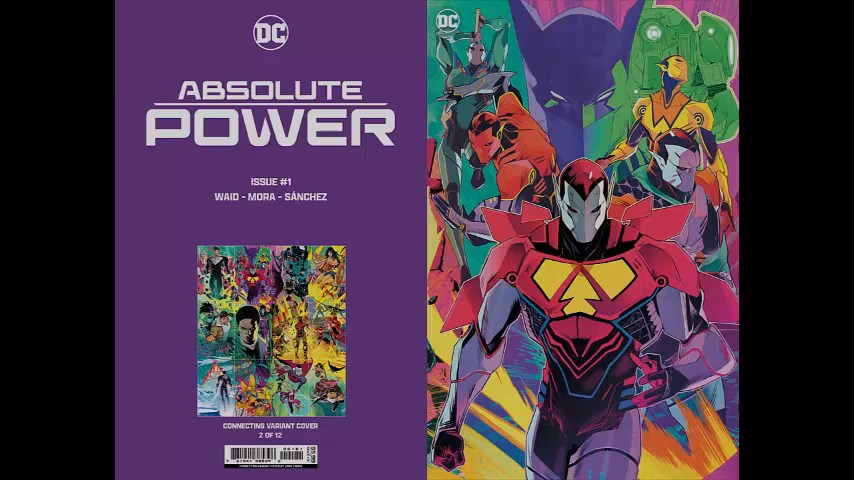 DC
ABSOLUTE
POWER
ISSUE #1
WAID - MORA - SÁNCHEZ
CONNECTING VARIANT COVER
2 OF 12
DC